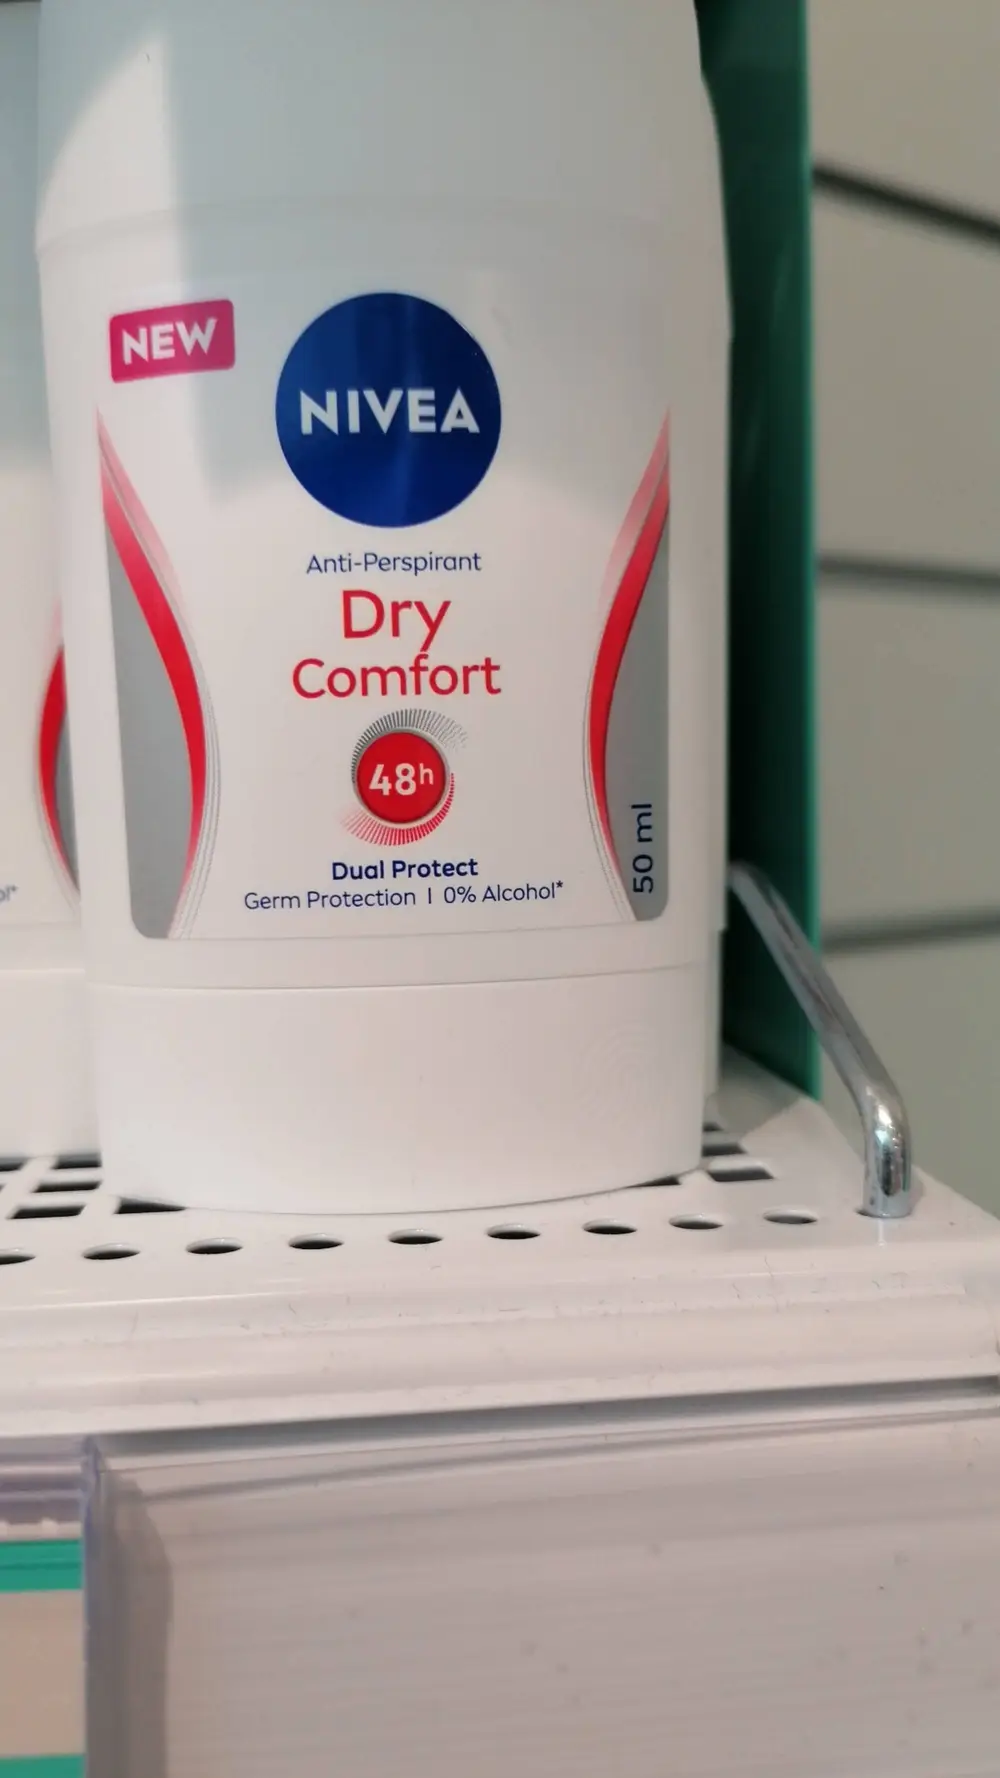 NEW
NIVEA
Anti-Perspirant
Dry
Comfort
48h
Dual Protect
Germ Protection | 0% Alcohol*
50 ml